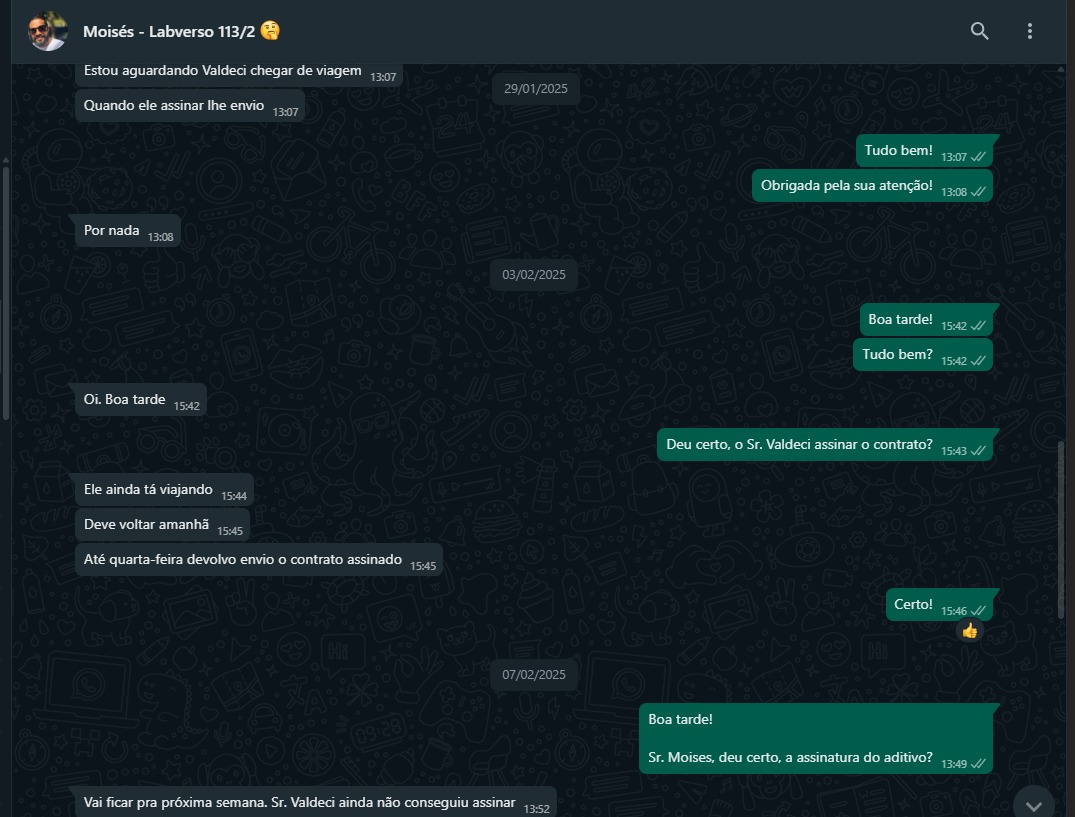 Moisés - Labverso 113/2 🤔
Estou aguardando Valdeci chegar de viagem 13:07
29/01/2025
Quando ele assinar lhe envio 13:07
Tudo bem! 13:07
Obrigada pela sua atenção! 13:08
Por nada 13:08
03/02/2025
Boa tarde! 15:42
Tudo bem? 15:42
Oi. Boa tarde 15:42
Deu certo, o Sr. Valdeci assinar o contrato? 15:43
Ele ainda tá viajando 15:44
Deve voltar amanhã 15:45
Até quarta-feira devolvo envio o contrato assinado 15:45
Certo! 15:46
👍
07/02/2025
Boa tarde!
Sr. Moises, deu certo, a assinatura do aditivo? 13:49
Vai ficar pra próxima semana. Sr. Valdeci ainda não conseguiu assinar 13:52